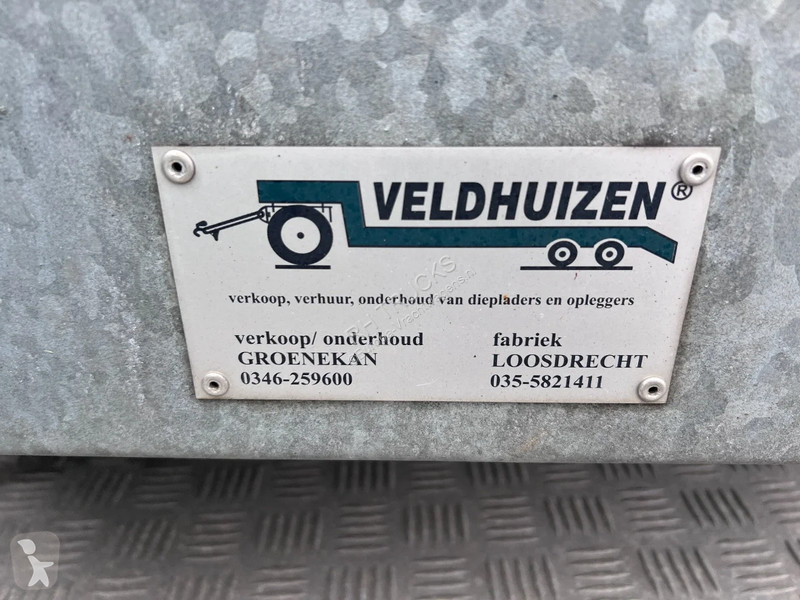 VELDHUIZEN®
verkoop, verhuur, onderhoud van diepladers en opleggers
verkoop/ onderhoud
GROENEKAN
0346-259600
fabriek
LOOSDRECHT
035-5821411